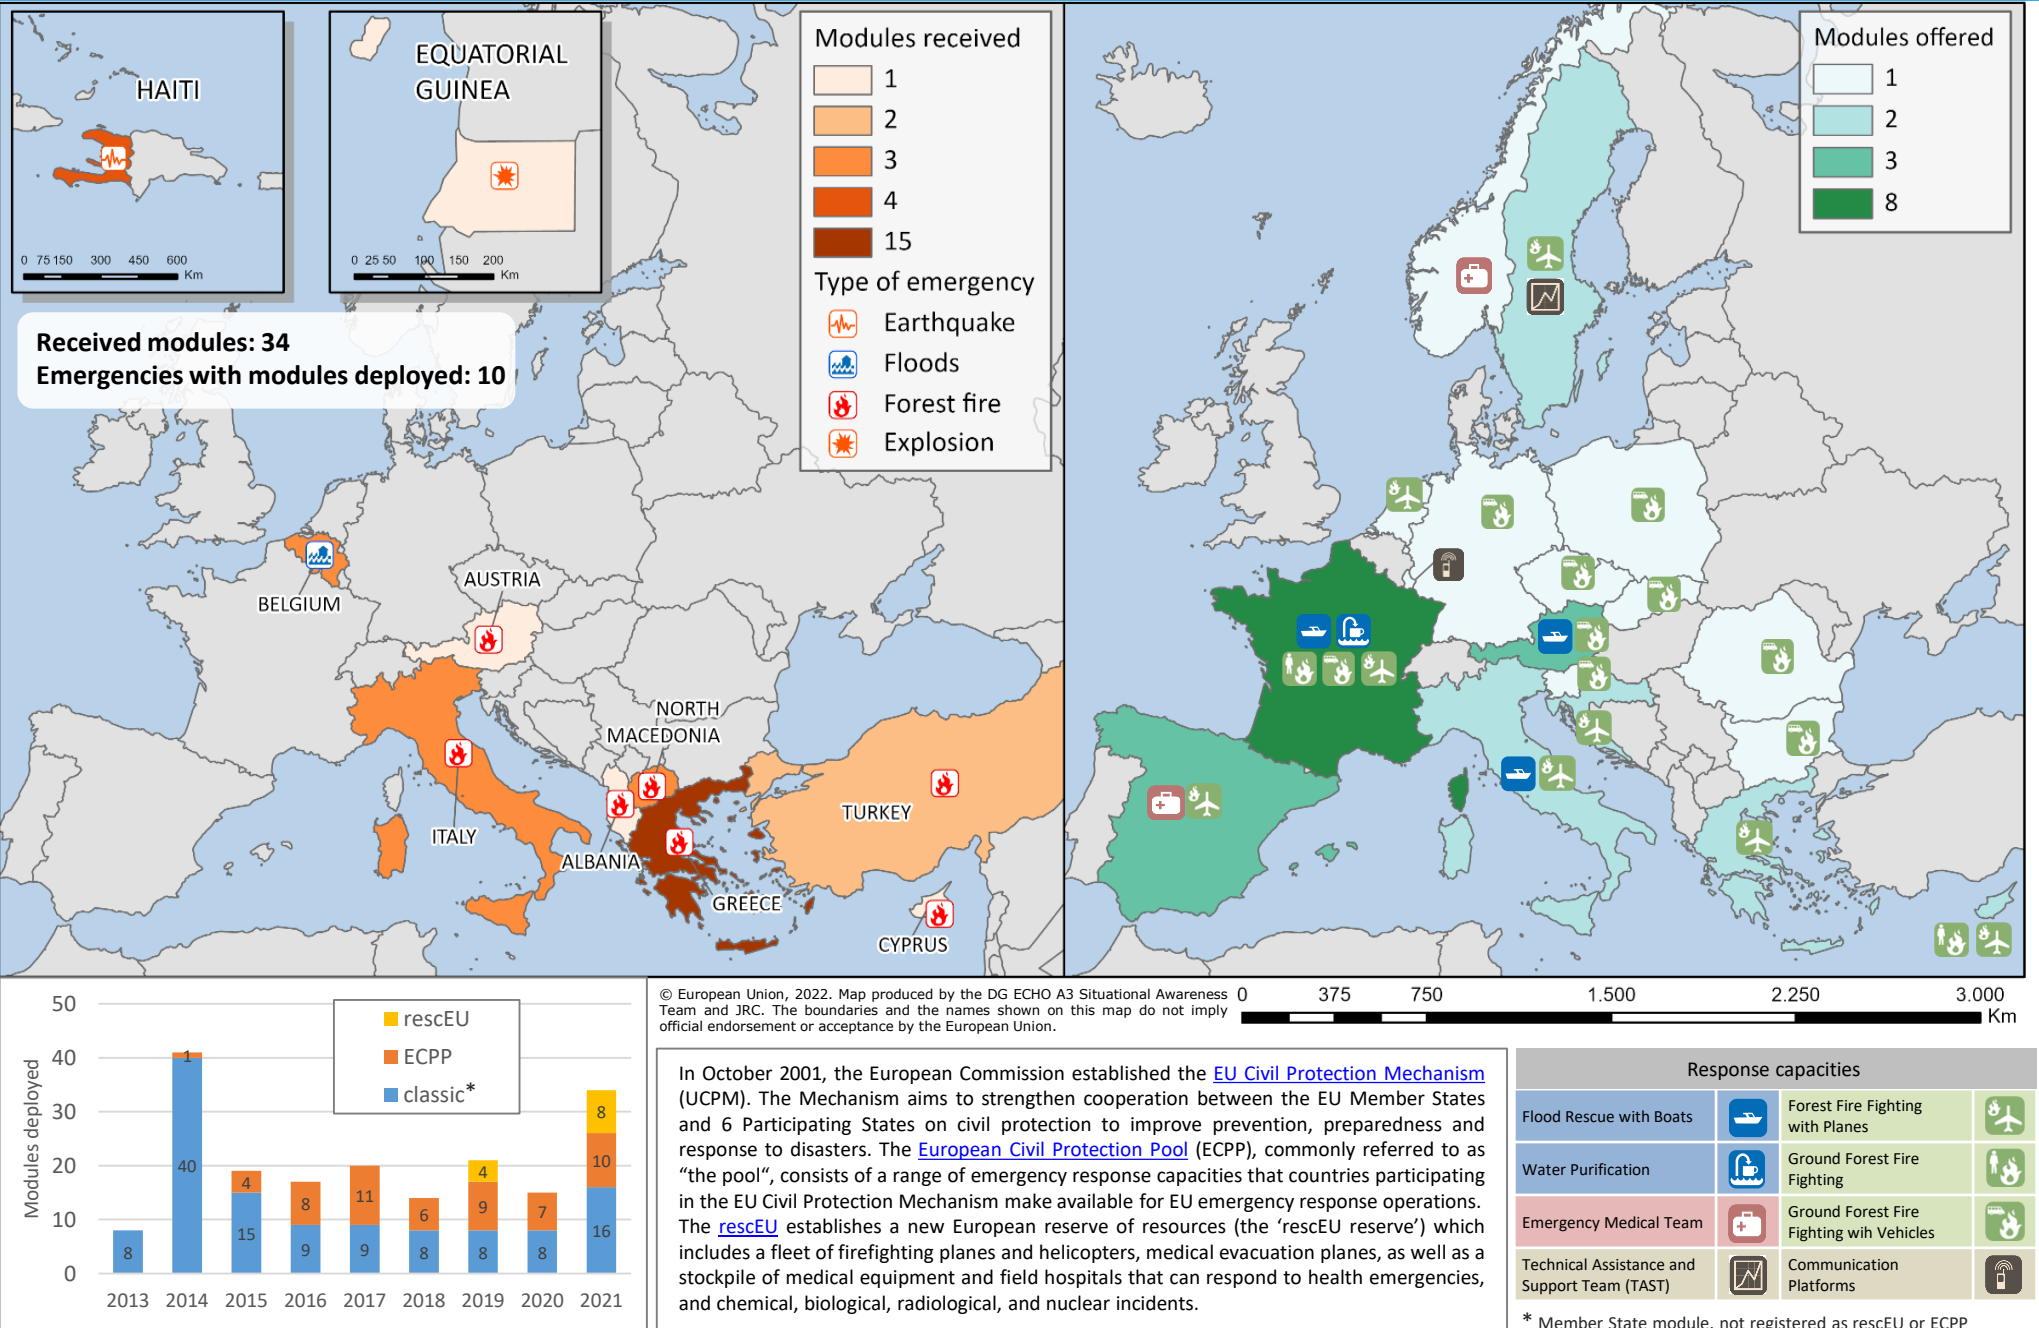 HAITI
0 75 150 300 450 600
Km
EQUATORIAL
GUINEA
0 25 50 100 150 200
Km
Modules received
1
2
3
4
15
Type of emergency
Earthquake
Floods
Forest fire
Explosion
Received modules: 34
Emergencies with modules deployed: 10
BELGIUM
AUSTRIA
NORTH
MACEDONIA
ITALY
ALBANIA
GREECE
TURKEY
CYPRUS
Modules offered
1
2
3
8
50
40
30
20
10
0
Modules deployed
rescEU
ECPP
classic*
8
1
40
4
15
8
9
11
9
6
8
4
9
8
7
8
8
10
16
2013 2014 2015 2016 2017 2018 2019 2020 2021
© European Union, 2022. Map produced by the DG ECHO A3 Situational Awareness
Team and JRC. The boundaries and the names shown on this map do not imply
official endorsement or acceptance by the European Union.
0 375 750 1.500 2.250 3.000
Km
In October 2001, the European Commission established the EU Civil Protection Mechanism
(UCPM). The Mechanism aims to strengthen cooperation between the EU Member States
and 6 Participating States on civil protection to improve prevention, preparedness and
response to disasters. The European Civil Protection Pool (ECPP), commonly referred to as
“the pool“, consists of a range of emergency response capacities that countries participating
in the EU Civil Protection Mechanism make available for EU emergency response operations.
The rescEU establishes a new European reserve of resources (the ‘rescEU reserve’) which
includes a fleet of firefighting planes and helicopters, medical evacuation planes, as well as a
stockpile of medical equipment and field hospitals that can respond to health emergencies,
and chemical, biological, radiological, and nuclear incidents.
Response capacities
Flood Rescue with Boats
Forest Fire Fighting
with Planes
Water Purification
Ground Forest Fire
Fighting
Emergency Medical Team
Ground Forest Fire
Fighting wih Vehicles
Technical Assistance and
Support Team (TAST)
Communication
Platforms
* Member State module, not registered as rescEU or ECPP